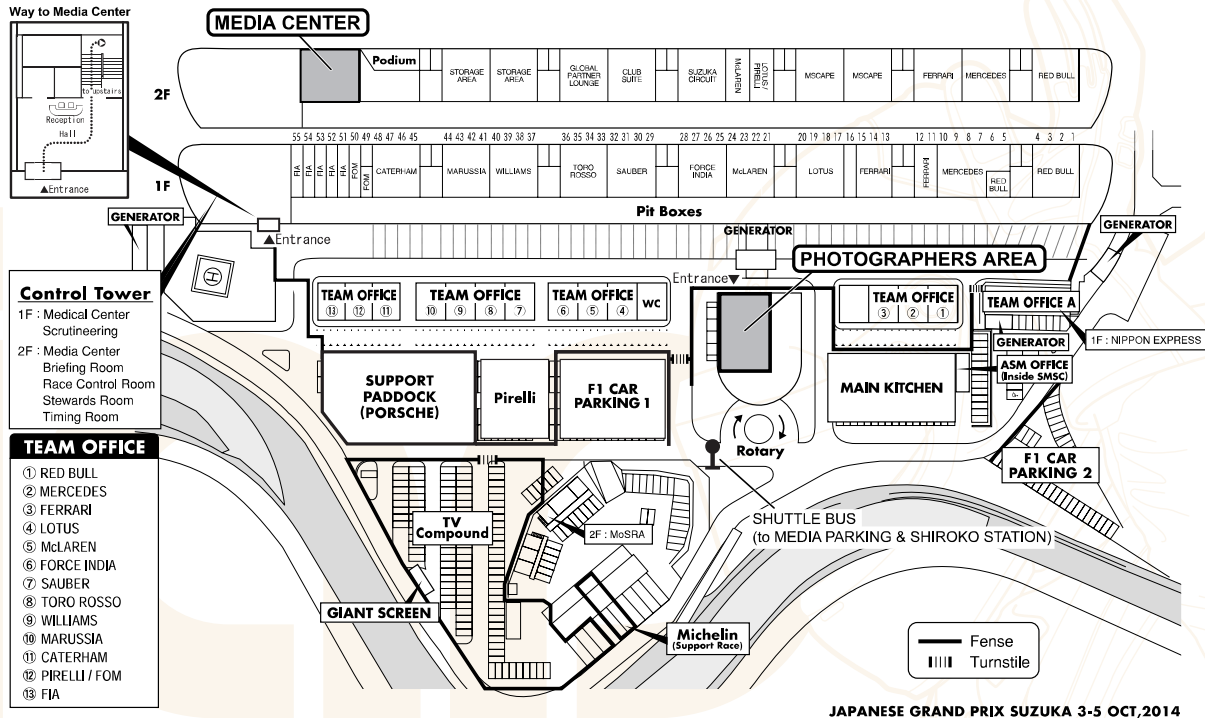 Way to Media Center
to upstairs
Reception
Hall
▲Entrance
MEDIA CENTER
2F
Podium
STORAGE
AREA
STORAGE
AREA
GLOBAL
PARTNER
LOUNGE
CLUB
SUITE
SUZUKA
CIRCUIT
McLAREN
LOTUS/
PIRELLI
MSCAPE
MSCAPE
FERRARI
MERCEDES
RED BULL
55 54 53 52 51 50 49 48 47 46 45 44 43 42 41 40 39 38 37 36 35 34 33 32 31 30 29 28 27 26 25 24 23 22 21 20 19 18 17 16 15 14 13 12 11 10 9 8 7 6 5 4 3 2 1
1F
FIA
FIA
FIA
FIA
FIA
FOM
FOM
CATERHAM
MARUSSIA
WILLIAMS
TORO
ROSSO
SAUBER
FORCE
INDIA
McLAREN
LOTUS
FERRARI
FERRARI
MERCEDES
RED
BULL
RED BULL
Pit Boxes
GENERATOR
▲Entrance
GENERATOR
GENERATOR
Entrance▼
PHOTOGRAPHERS AREA
H
Control Tower
1F : Medical Center
Scrutineering
2F : Media Center
Briefing Room
Race Control Room
Stewards Room
Timing Room
TEAM OFFICE
⑬ ⑫ ⑪
TEAM OFFICE
⑩ ⑨ ⑧ ⑦
TEAM OFFICE
⑥ ⑤ ④
WC
TEAM OFFICE
③ ② ①
TEAM OFFICE A
1F : NIPPON EXPRESS
GENERATOR
ASM OFFICE
(Inside SMSC)
SUPPORT
PADDOCK
(PORSCHE)
Pirelli
F1 CAR
PARKING 1
MAIN KITCHEN
Rotary
F1 CAR
PARKING 2
TEAM OFFICE
① RED BULL
② MERCEDES
③ FERRARI
④ LOTUS
⑤ McLAREN
⑥ FORCE INDIA
⑦ SAUBER
⑧ TORO ROSSO
⑨ WILLIAMS
⑩ MARUSSIA
⑪ CATERHAM
⑫ PIRELLI / FOM
⑬ FIA
TV
Compound
2F : MoSRA
SHUTTLE BUS
(to MEDIA PARKING & SHIROKO STATION)
GIANT SCREEN
Michelin
(Support Race)
Fense
Turnstile
JAPANESE GRAND PRIX SUZUKA 3-5 OCT,2014